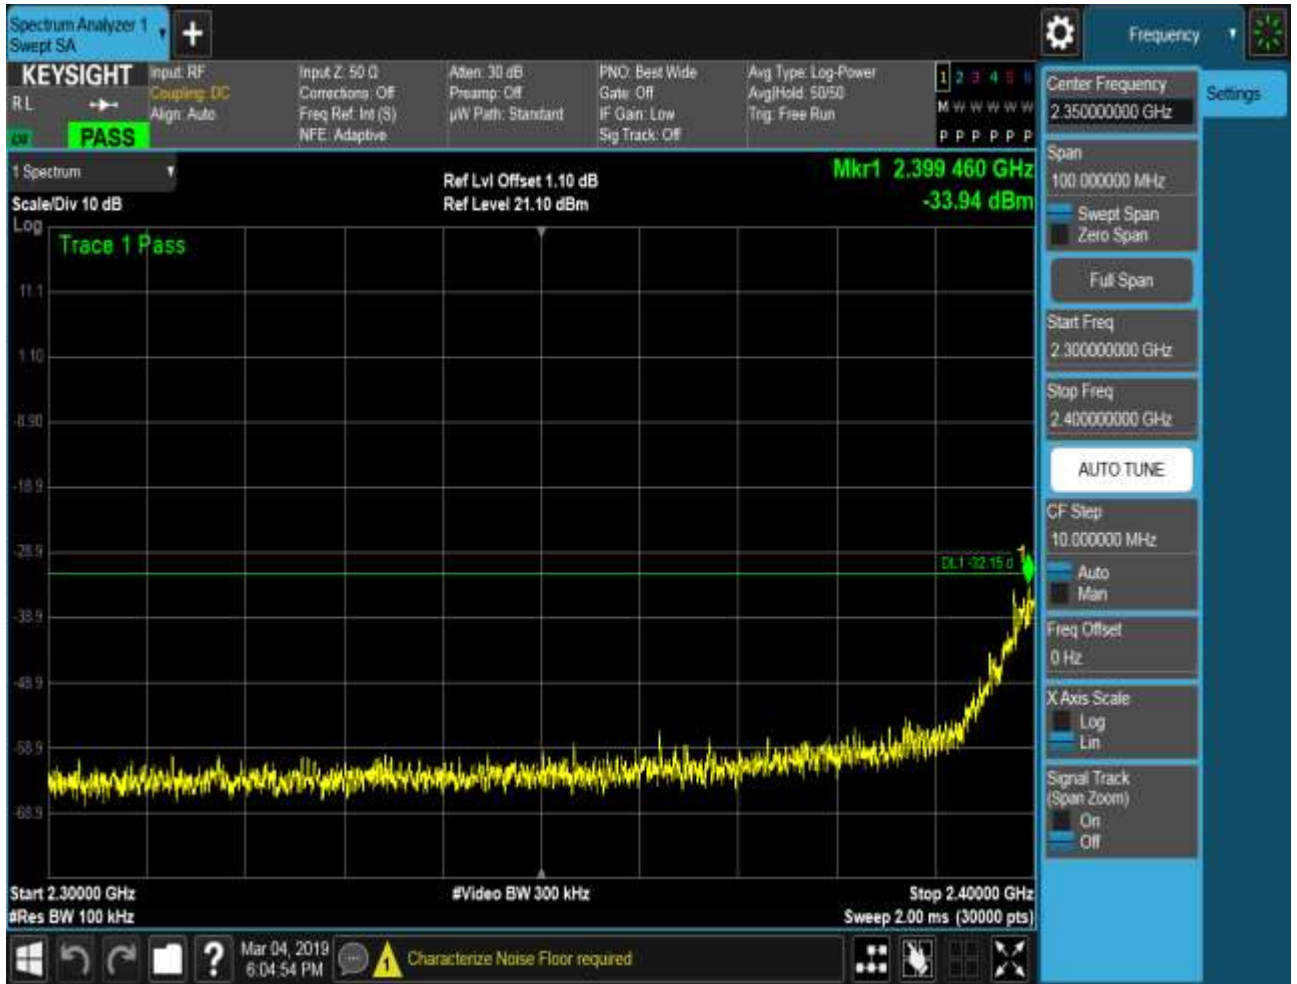 Spectrum Analyzer 1
Swept SA
Frequency
KEYSIGHT
R L
PASS
Input: RF
Coupling: DC
Align: Auto
Input Z: 50 Ω
Corrections: Off
Freq Ref: Int (S)
NFE: Adaptive
Atten: 30 dB
Preamp: Off
µW Path: Standard
PNO: Best Wide
Gate: Off
IF Gain: Low
Sig Track: Off
Avg Type: Log-Power
Avg|Hold: 50/50
Trig: Free Run
1 2 3 4 5 6
M W W W W W
P P P P P P
1 Spectrum
Scale/Div 10 dB
Log
Ref Lvl Offset 1.10 dB
Ref Level 21.10 dBm
Mkr1 2.399 460 GHz
-33.94 dBm
Trace 1 Pass
11.1
1.10
-8.90
-18.9
-28.9
-38.9
-48.9
-58.9
-68.9
DL1 -32.15 d
1
Start 2.30000 GHz
#Res BW 100 kHz
#Video BW 300 kHz
Stop 2.40000 GHz
Sweep 2.00 ms (30000 pts)
Center Frequency
2.350000000 GHz
Settings
Span
100.000000 MHz
Swept Span
Zero Span
Full Span
Start Freq
2.300000000 GHz
Stop Freq
2.400000000 GHz
AUTO TUNE
CF Step
10.000000 MHz
Auto
Man
Freq Offset
0 Hz
X Axis Scale
Log
Lin
Signal Track
(Span Zoom)
On
Off
?
Mar 04, 2019
6:04:54 PM
1
Characterize Noise Floor required